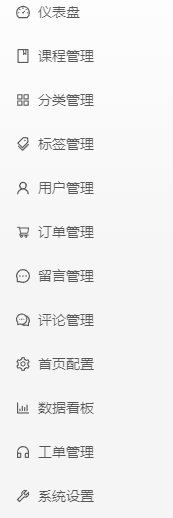 仪表盘
课程管理
分类管理
标签管理
用户管理
订单管理
留言管理
评论管理
首页配置
数据看板
工单管理
系统设置